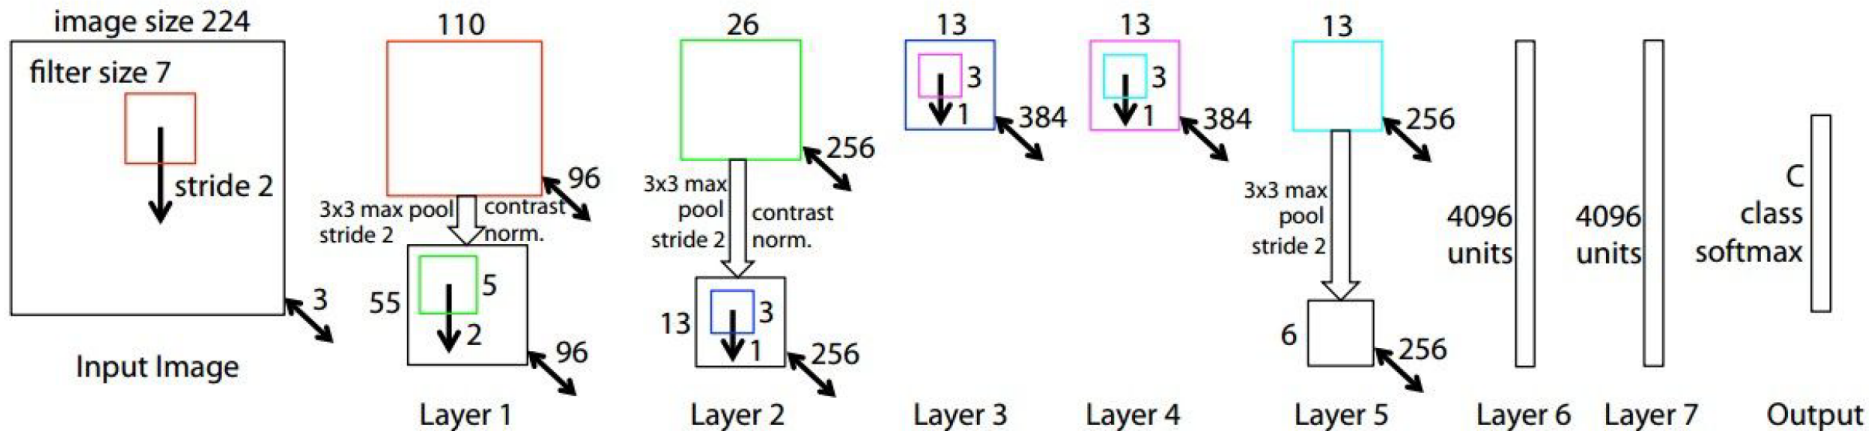 image size 224
filter size 7
stride 2
3
Input Image
110
96
3x3 max pool
stride 2
contrast
norm.
55
5
2
96
Layer 1
26
256
3x3 max
pool
stride 2
contrast
norm.
13
3
1
256
Layer 2
13
3
1
384
Layer 3
13
3
1
384
Layer 4
13
256
3x3 max
pool
stride 2
6
256
Layer 5
4096
units
Layer 6
4096
units
Layer 7
C
class
softmax
Output